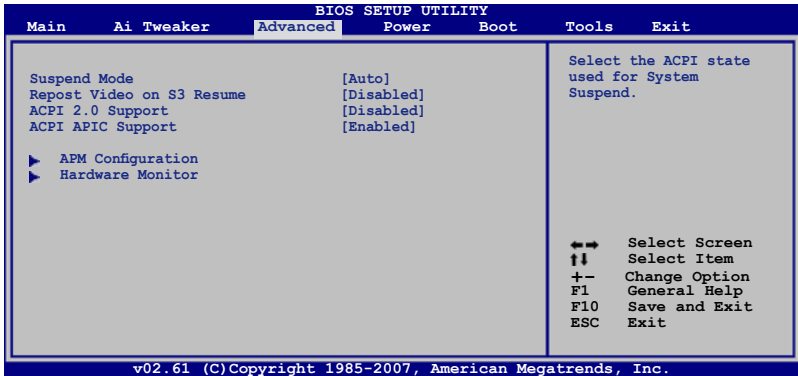 BIOS SETUP UTILITY
Main Ai Tweaker Advanced Power Boot Tools Exit
Suspend Mode [Auto]
Repost Video on S3 Resume [Disabled]
ACPI 2.0 Support [Disabled]
ACPI APIC Support [Enabled]
APM Configuration
Hardware Monitor
Select the ACPI state
used for System
Suspend.
←→ Select Screen
↑↓ Select Item
+- Change Option
F1 General Help
F10 Save and Exit
ESC Exit
v02.61 (C)Copyright 1985-2007, American Megatrends, Inc.